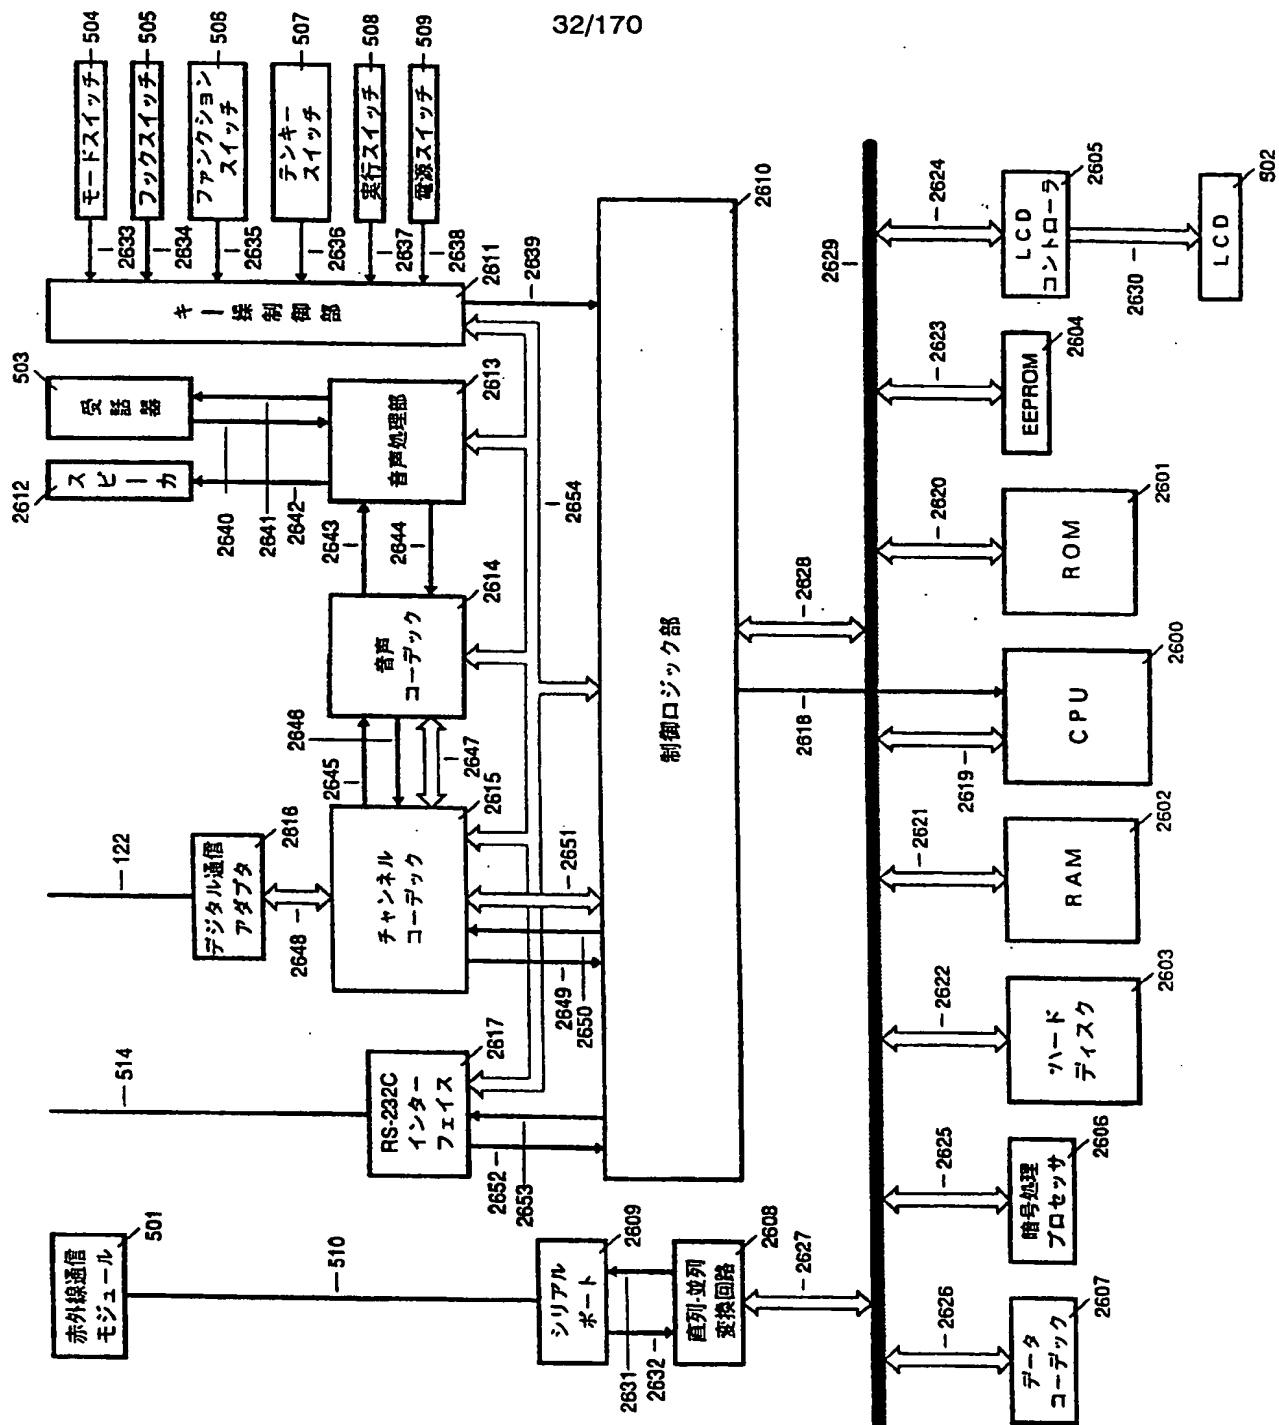 32/170
モードスイッチ
504
フックスイッチ
505
ファンクション
スイッチ
506
テンキー
スイッチ
507
実行スイッチ
508
電源スイッチ
509
2633
2634
2635
2636
2637
2638
キー操制御部
2611
2639
受話器
503
スピーカ
2612
2640
2641
2642
音声処理部
2613
2643
2644
2654
音声
コーデック
2614
2645
2646
2647
チャンネル
コーデック
2615
デジタル通信
アダプタ
2616
122
2648
2649
2650
2651
RS-232C
インター
フェイス
2617
514
2652
2653
制御ロジック部
2610
赤外線通信
モジュール
501
510
シリアル
ポート
2609
2631
2632
直列-並列
変換回路
2608
2627
2628
2618
2629
2624
LCD
コントローラ
2605
2630
LCD
502
2623
EEPROM
2604
2620
ROM
2601
2619
CPU
2600
2621
RAM
2602
2622
ハード
ディスク
2603
2625
暗号処理
プロセッサ
2606
2626
データ
コーデック
2607